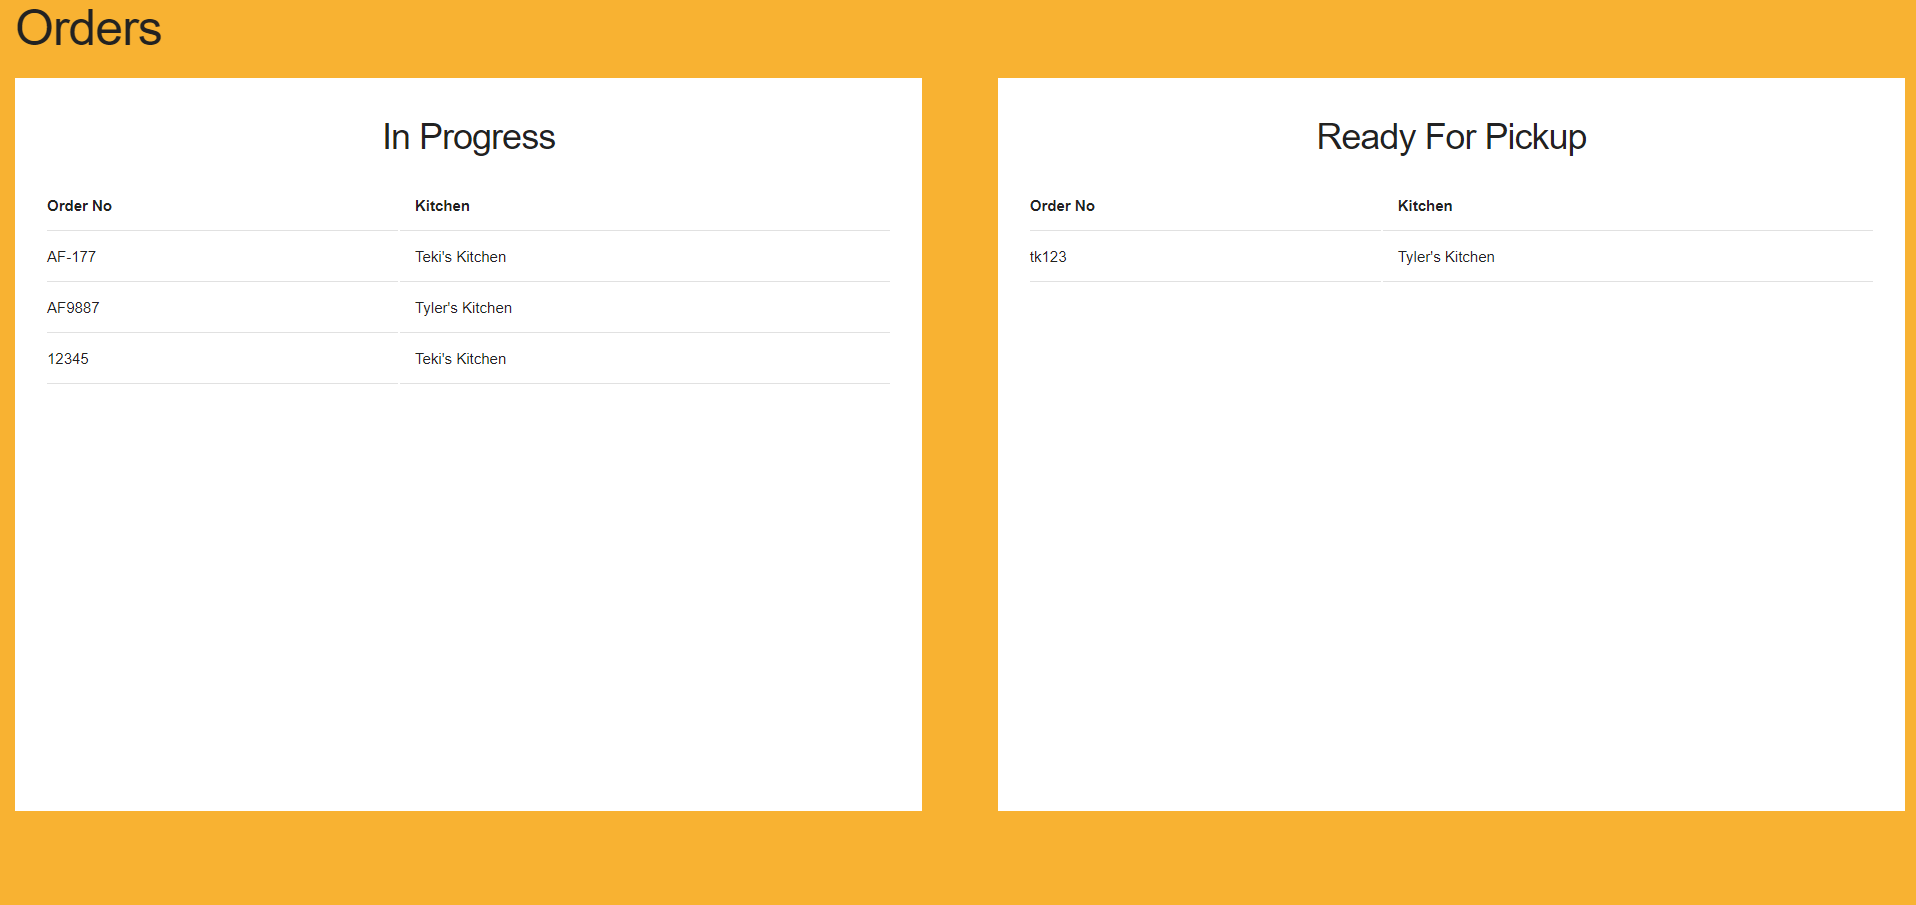 Orders
In Progress
Order No Kitchen
AF-177 Teki's Kitchen
AF9887 Tyler's Kitchen
12345 Teki's Kitchen
Ready For Pickup
Order No Kitchen
tk123 Tyler's Kitchen